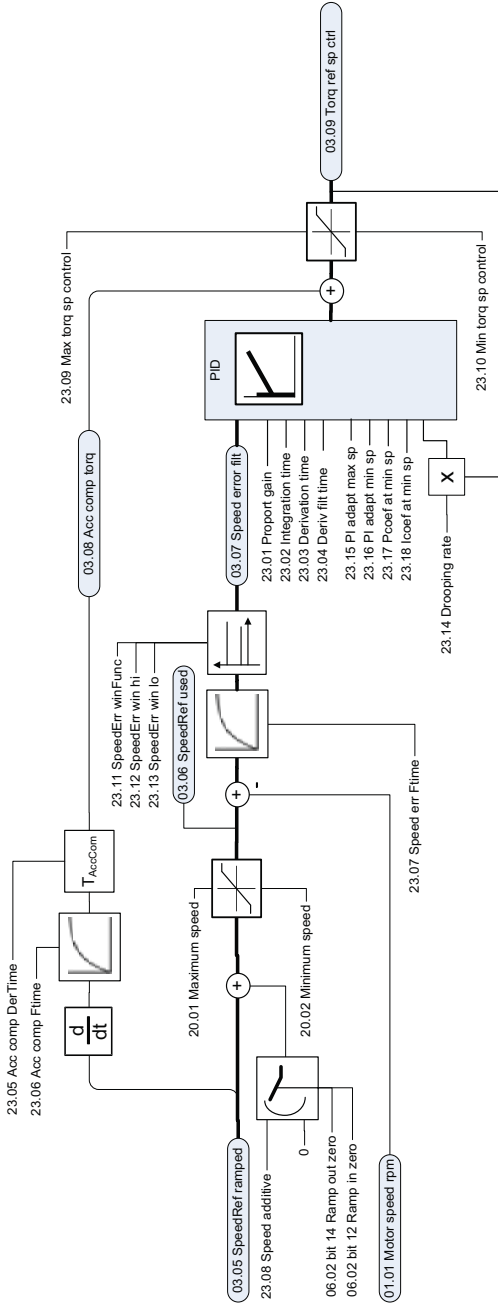 23.05 Acc comp DerTime
23.06 Acc comp Ftime
d
dt
TAccCom
03.08 Acc comp torq
23.09 Max torq sp control
03.05 SpeedRef ramped
+
23.08 Speed additive
0
06.02 bit 14 Ramp out zero
06.02 bit 12 Ramp in zero
20.01 Maximum speed
20.02 Minimum speed
03.06 SpeedRef used
+
-
01.01 Motor speed rpm
23.07 Speed err Ftime
23.11 SpeedErr winFunc
23.12 SpeedErr win hi
23.13 SpeedErr win lo
03.07 Speed error filt
PID
23.01 Proport gain
23.02 Integration time
23.03 Derivation time
23.04 Deriv filt time
23.15 PI adapt max sp
23.16 PI adapt min sp
23.17 Pcoef at min sp
23.18 Icoef at min sp
23.14 Drooping rate
X
+
23.10 Min torq sp control
03.09 Torq ref sp ctrl